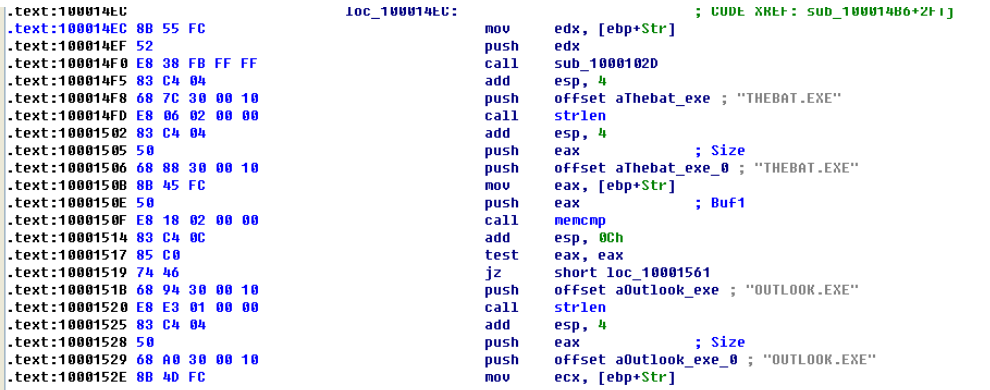 .text:100014EC loc_100014EC: ; CODE XREF: sub_100014B6+2F↑j
.text:100014EC 8B 55 FC mov edx, [ebp+Str]
.text:100014EF 52 push edx
.text:100014F0 E8 38 FB FF FF call sub_1000102D
.text:100014F5 83 C4 04 add esp, 4
.text:100014F8 68 7C 30 00 10 push offset aThebat_exe ; "THEBAT.EXE"
.text:100014FD E8 06 02 00 00 call strlen
.text:10001502 83 C4 04 add esp, 4
.text:10001505 50 push eax ; Size
.text:10001506 68 88 30 00 10 push offset aThebat_exe_0 ; "THEBAT.EXE"
.text:1000150B 8B 45 FC mov eax, [ebp+Str]
.text:1000150E 50 push eax ; Buf1
.text:1000150F E8 18 02 00 00 call memcmp
.text:10001514 83 C4 0C add esp, 0Ch
.text:10001517 85 C0 test eax, eax
.text:10001519 74 46 jz short loc_10001561
.text:1000151B 68 94 30 00 10 push offset aOutlook_exe ; "OUTLOOK.EXE"
.text:10001520 E8 E3 01 00 00 call strlen
.text:10001525 83 C4 04 add esp, 4
.text:10001528 50 push eax ; Size
.text:10001529 68 A0 30 00 10 push offset aOutlook_exe_0 ; "OUTLOOK.EXE"
.text:1000152E 8B 4D FC mov ecx, [ebp+Str]